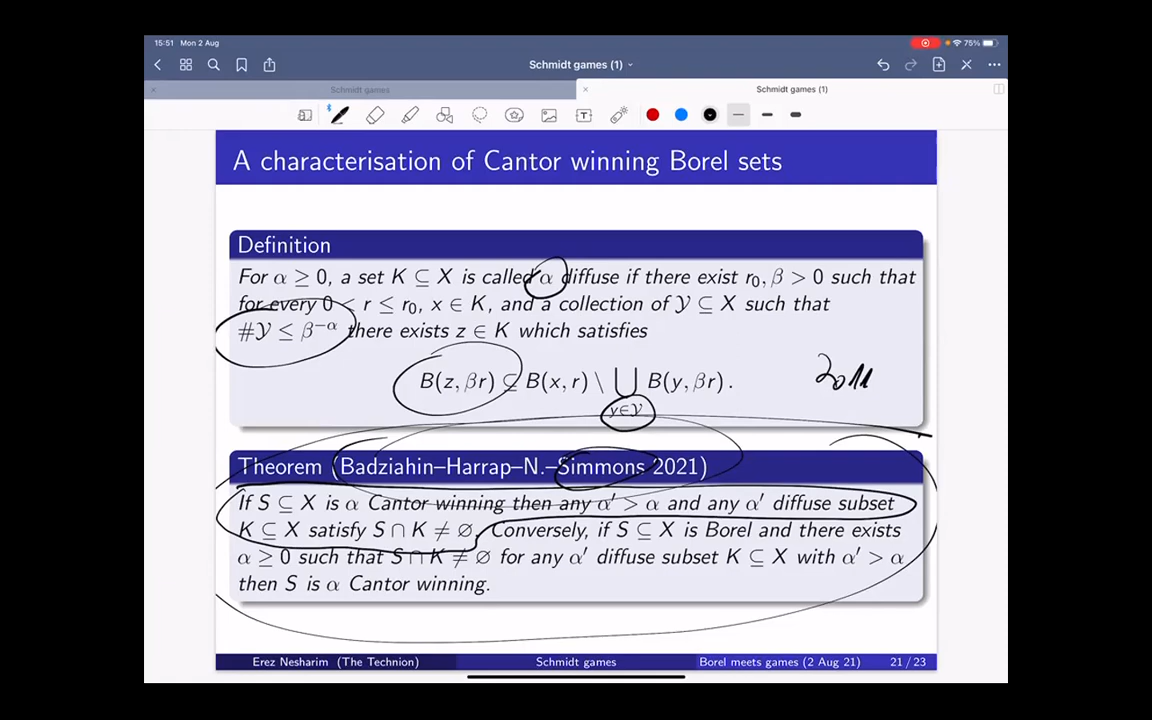 15:51 Mon 2 Aug
75%
Schmidt games (1)
Schmidt games
Schmidt games (1)
A characterisation of Cantor winning Borel sets
Definition
For α ≥ 0, a set K ⊆ X is called α diffuse if there exist r₀, β > 0 such that
for every 0 < r ≤ r₀, x ∈ K, and a collection of 𝒴 ⊆ X such that
#𝒴 ≤ β^{−α} there exists z ∈ K which satisfies
B(z, βr) ⊆ B(x, r) \ ⋃_{y∈𝒴} B(y, βr).
Theorem (Badziahin–Harrap–N.–Simmons 2021)
If S ⊆ X is α Cantor winning then any α′ > α and any α′ diffuse subset
K ⊆ X satisfy S ∩ K ≠ ∅. Conversely, if S ⊆ X is Borel and there exists
α ≥ 0 such that S ∩ K ≠ ∅ for any α′ diffuse subset K ⊆ X with α′ > α
then S is α Cantor winning.
Erez Nesharim (The Technion)
Schmidt games
Borel meets games (2 Aug 21)
21 / 23